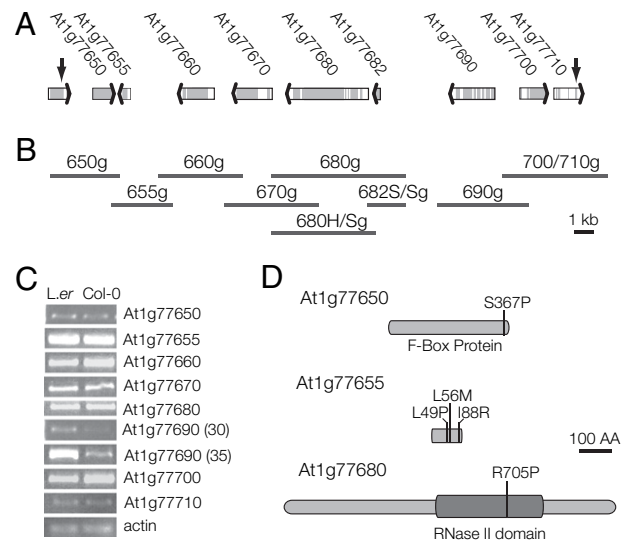 A
At1g77650
At1g77655
At1g77660
At1g77670
At1g77680
At1g77682
At1g77690
At1g77700
At1g77710
B
650g 660g 680g 700/710g
655g 670g 682S/Sg 690g
680H/Sg
1 kb
C
L.er Col-0
At1g77650
At1g77655
At1g77660
At1g77670
At1g77680
At1g77690 (30)
At1g77690 (35)
At1g77700
At1g77710
actin
D
At1g77650
S367P
F-Box Protein
At1g77655
L56M
L49P I88R
100 AA
At1g77680
R705P
RNase II domain